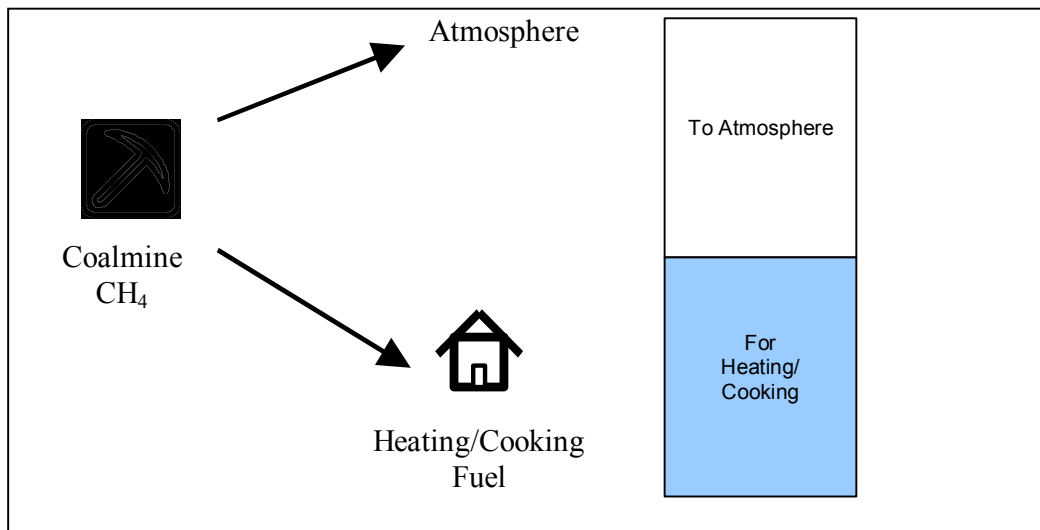 Atmosphere
To Atmosphere
Coalmine
CH₄
For
Heating/
Cooking
Heating/Cooking
Fuel